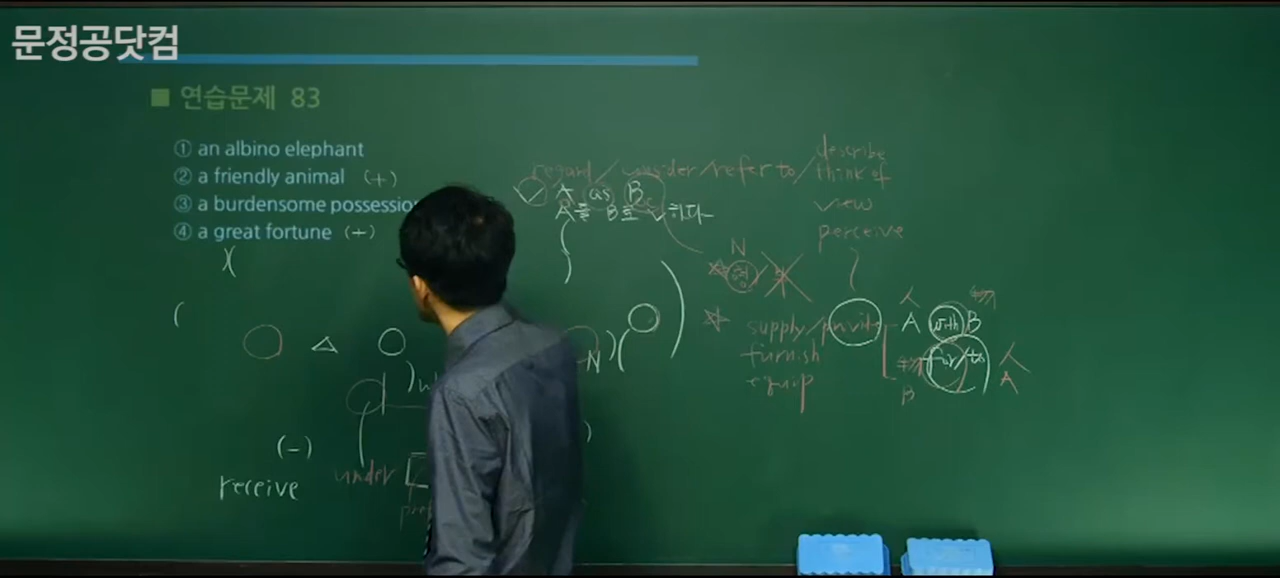 문정공닷컴
■ 연습문제 83
① an albino elephant
② a friendly animal (+)
③ a burdensome possessio
④ a great fortune (+)
regard / consider / refer to / describe
think of
view
perceive
A as B
A를 B로 V하다
N
형
supply /
furnish
equip
A with B
for/to
B
A
N
(-)
under
receive